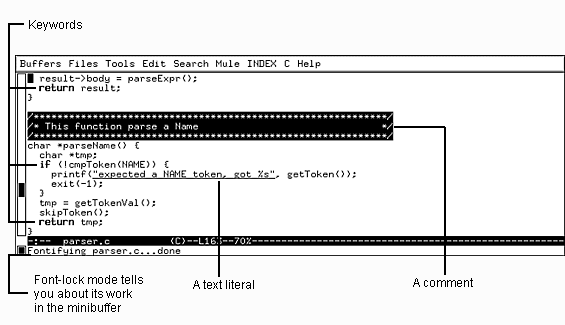 Keywords
Buffers Files Tools Edit Search Mule INDEX C Help
result->body = parseExpr();
return result;
}
/*****************************************************
/* This function parse a Name */
/*****************************************************/
char *parseName() {
char *tmp;
if (!cmpToken(NAME)) {
printf("expected a NAME token, got %s", getToken());
exit(-1);
}
tmp = getTokenVal();
skipToken();
return tmp;
}
-:-- parser.c (C)--L163--70%--------------------------------
Fontifying parser.c...done
Font-lock mode tells
you about its work
in the minibuffer
A text literal
A comment